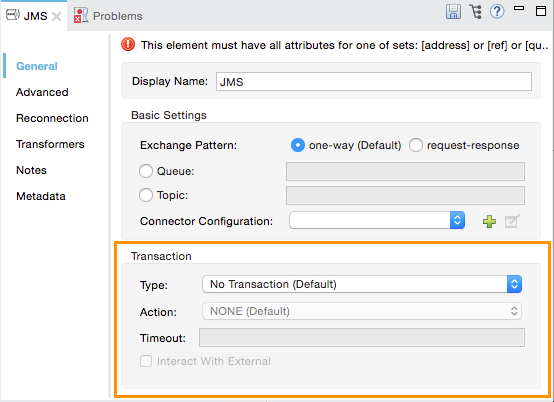 JMS
Problems
This element must have all attributes for one of sets: [address] or [ref] or [qu..
General
Advanced
Reconnection
Transformers
Notes
Metadata
Display Name: JMS
Basic Settings
Exchange Pattern: one-way (Default) request-response
Queue:
Topic:
Connector Configuration:
Transaction
Type: No Transaction (Default)
Action: NONE (Default)
Timeout:
Interact With External